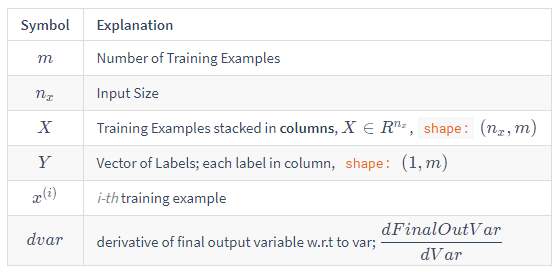 Symbol Explanation
m Number of Training Examples
n_x Input Size
X Training Examples stacked in columns, X ∈ R^{n_x}, shape: (n_x, m)
Y Vector of Labels; each label in column, shape: (1, m)
x^{(i)} i-th training example
dvar derivative of final output variable w.r.t to var; \frac{dFinalOutVar}{dVar}